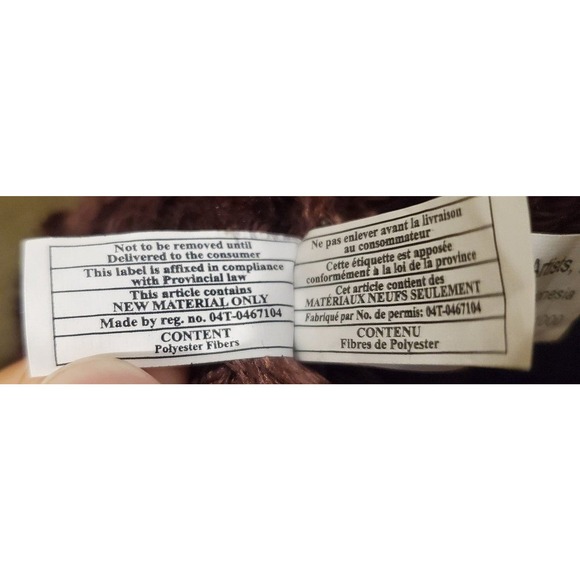 Not to be removed until
Delivered to the consumer
This label is affixed in compliance
with Provincial law
This article contains
NEW MATERIAL ONLY
Made by reg. no. 04T-0467104
CONTENT
Polyester Fibers
Ne pas enlever avant la livraison
au consommateur
Cette étiquette est apposée
conformément à la loi de la province
Cet article contient des
MATÉRIAUX NEUFS SEULEMENT
Fabriqué par No. de permis: 04T-0467104
CONTENU
Fibres de Polyester
Artists,